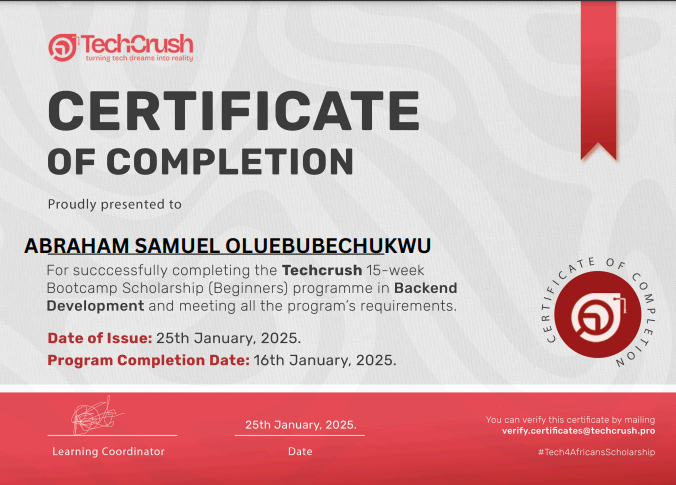 TechCrush
turning tech dreams into reality
CERTIFICATE
OF COMPLETION
Proudly presented to
ABRAHAM SAMUEL OLUEBUBECHUKWU
For succcessfully completing the Techcrush 15-week
Bootcamp Scholarship (Beginners) programme in Backend
Development and meeting all the program's requirements.
Date of Issue: 25th January, 2025.
Program Completion Date: 16th January, 2025.
CERTIFICATE OF COMPLETION
25th January, 2025.
Learning Coordinator
Date
You can verify this certificate by mailing
verify.certificates@techcrush.pro
#Tech4AfricansScholarship